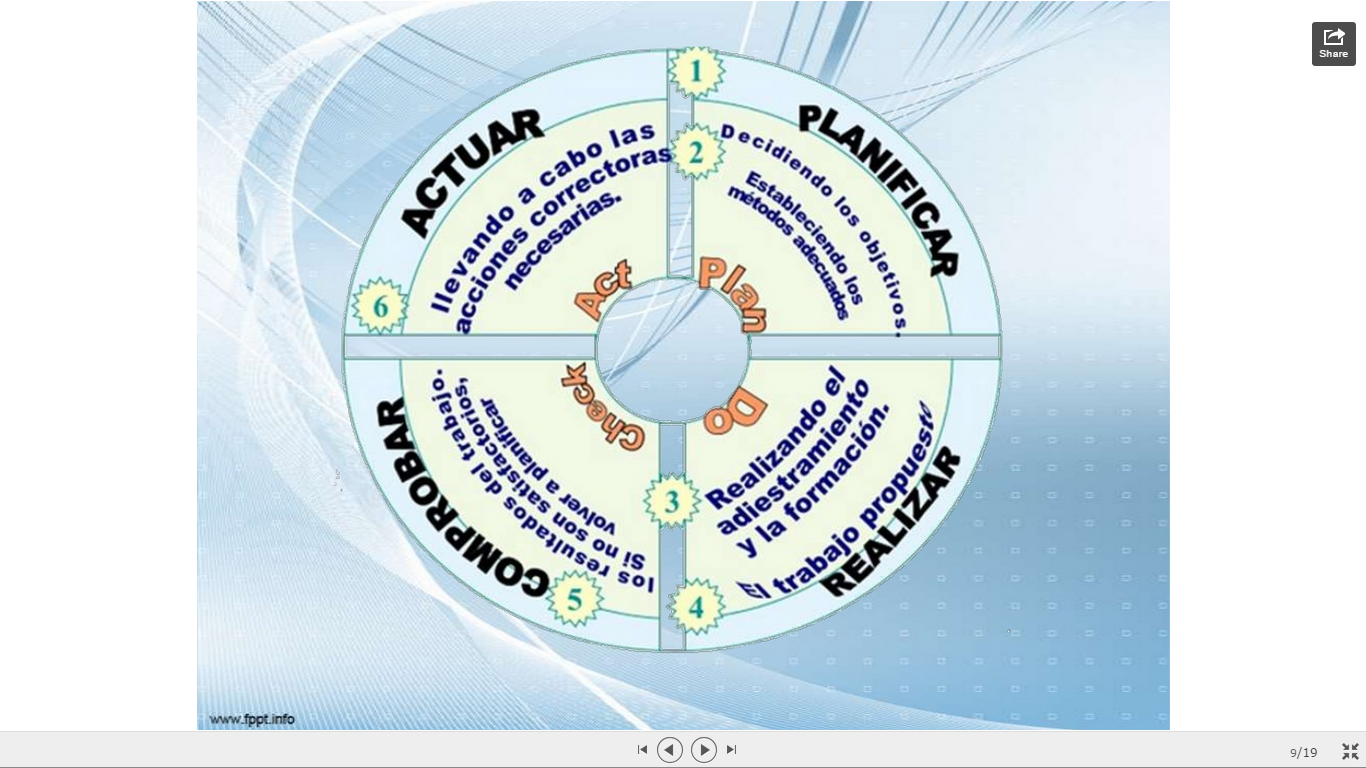 Share
1
PLANIFICAR
2
Decidiendo los objetivos.
Estableciendo los
métodos adecuados
Plan
ACTUAR
llevando a cabo las
acciones correctoras
necesarias.
Act
6
Do
3
Realizando el
adiestramiento
y la formación.
4
El trabajo propuesto
REALIZAR
Check
COMPROBAR
5
los resultados del trabajo.
Si no son satisfactorios,
volver a planificar
www.fppt.info
9/19